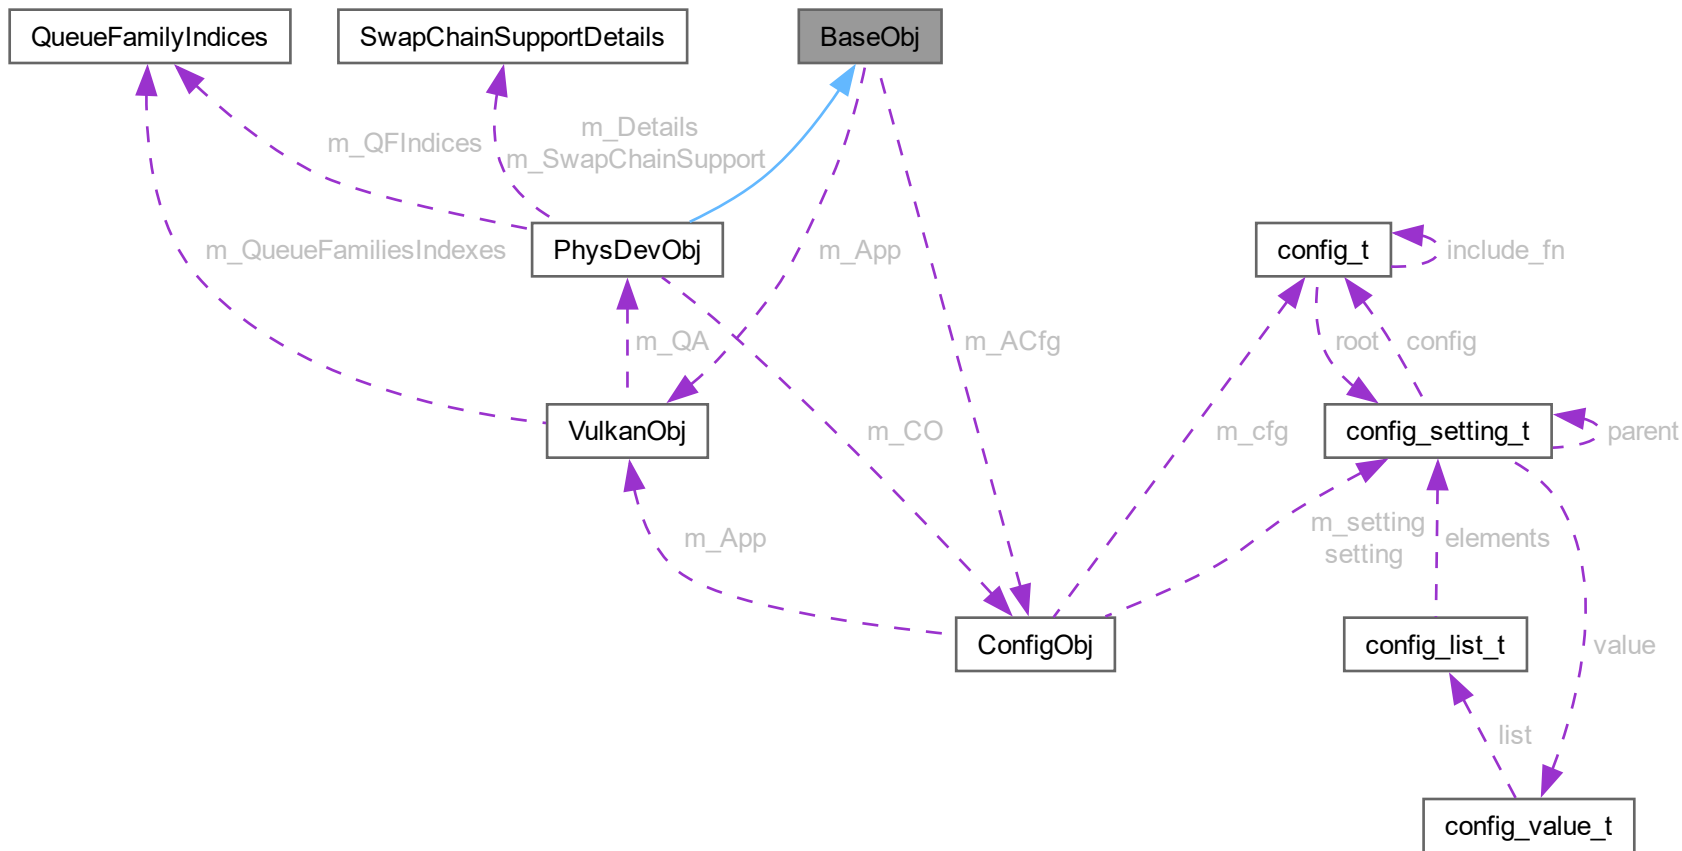 QueueFamilyIndices
SwapChainSupportDetails
BaseObj
m_Details
m_QFIndices
m_SwapChainSupport
m_QueueFamiliesIndexes
PhysDevObj
m_App
config_t
include_fn
m_QA
m_ACfg
root
config
VulkanObj
m_CO
m_cfg
config_setting_t
parent
m_App
m_setting
setting
elements
ConfigObj
config_list_t
value
list
config_value_t